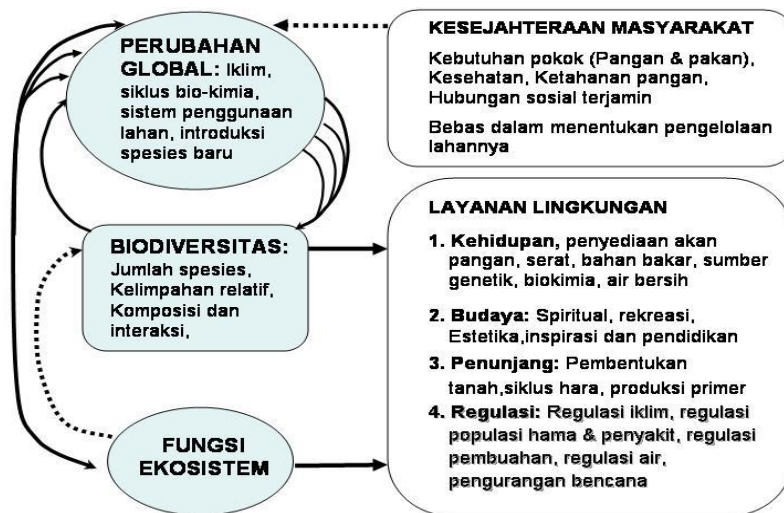 PERUBAHAN
GLOBAL: Iklim,
siklus bio-kimia,
sistem penggunaan
lahan, introduksi
spesies baru
KESEJAHTERAAN MASYARAKAT
Kebutuhan pokok (Pangan & pakan),
Kesehatan, Ketahanan pangan,
Hubungan sosial terjamin
Bebas dalam menentukan pengelolaan
lahannya
BIODIVERSITAS:
Jumlah spesies,
Kelimpahan relatif,
Komposisi dan
interaksi,
LAYANAN LINGKUNGAN
1. Kehidupan, penyediaan akan
pangan, serat, bahan bakar, sumber
genetik, biokimia, air bersih
2. Budaya: Spiritual, rekreasi,
Estetika,inspirasi dan pendidikan
3. Penunjang: Pembentukan
tanah,siklus hara, produksi primer
4. Regulasi: Regulasi iklim, regulasi
populasi hama & penyakit, regulasi
pembuahan, regulasi air,
pengurangan bencana
FUNGSI
EKOSISTEM